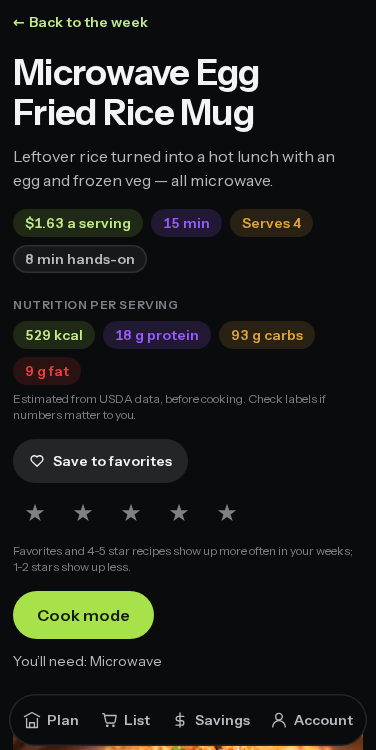 ← Back to the week
Microwave Egg
Fried Rice Mug
Leftover rice turned into a hot lunch with an
egg and frozen veg — all microwave.
$1.63 a serving
15 min
Serves 4
8 min hands-on
NUTRITION PER SERVING
529 kcal
18 g protein
93 g carbs
9 g fat
Estimated from USDA data, before cooking. Check labels if
numbers matter to you.
Save to favorites
★ ★ ★ ★ ★
Favorites and 4–5 star recipes show up more often in your weeks;
1–2 stars show up less.
Cook mode
You'll need: Microwave
Plan
List
Savings
Account